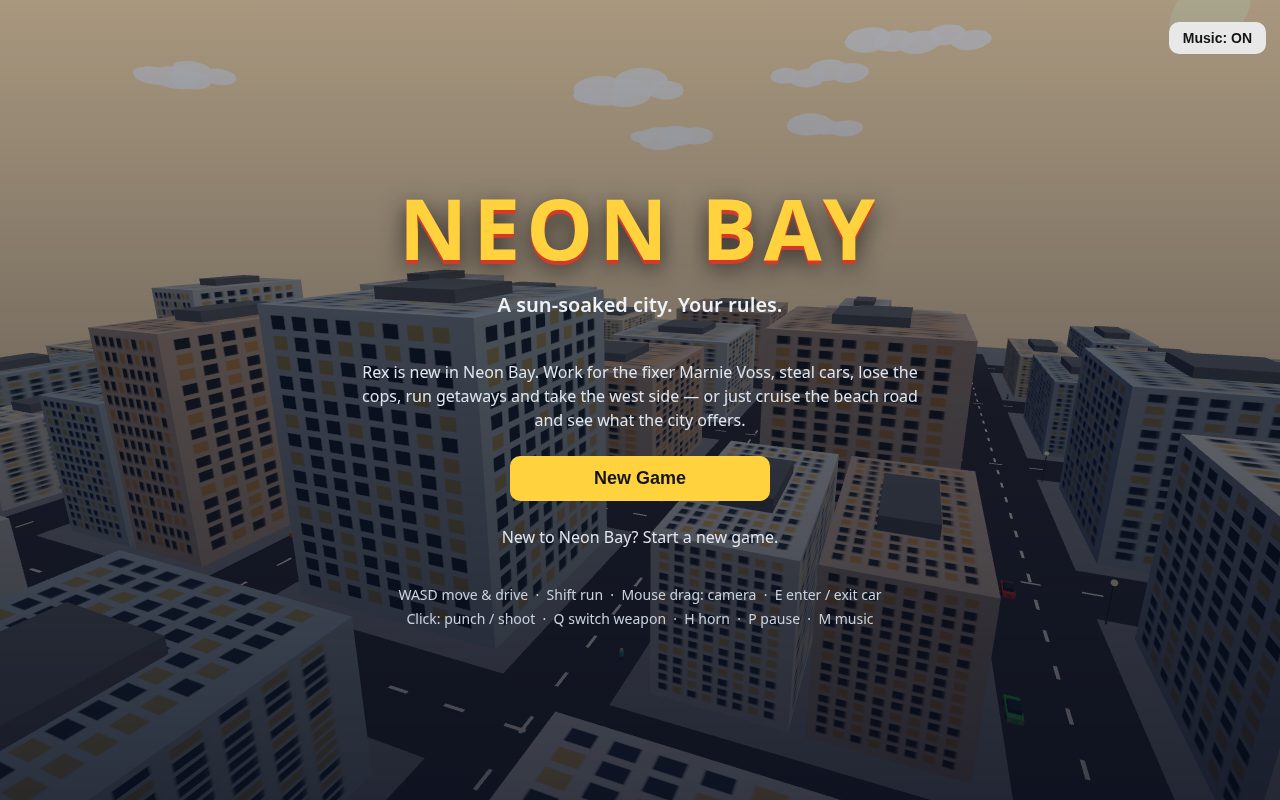 Music: ON
NEON BAY
A sun-soaked city. Your rules.
Rex is new in Neon Bay. Work for the fixer Marnie Voss, steal cars, lose the
cops, run getaways and take the west side — or just cruise the beach road
and see what the city offers.
New Game
New to Neon Bay? Start a new game.
WASD move & drive · Shift run · Mouse drag: camera · E enter / exit car
Click: punch / shoot · Q switch weapon · H horn · P pause · M music